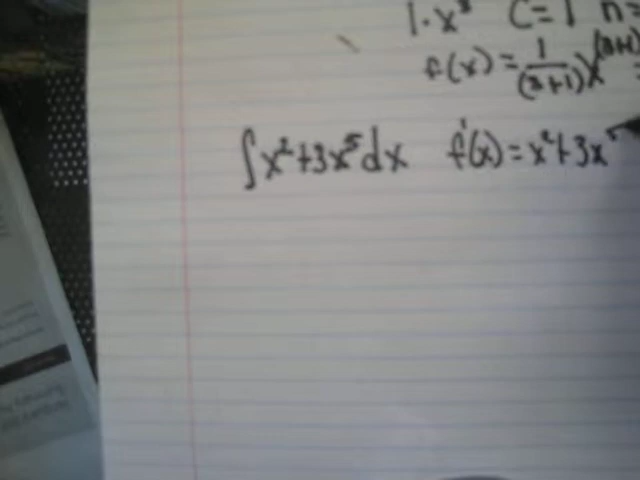 1·x³ C=1 n=
f(x) = 1/(3+1) x^(3+1) =
∫x²+3x⁵dx f'(x) = x²+3x